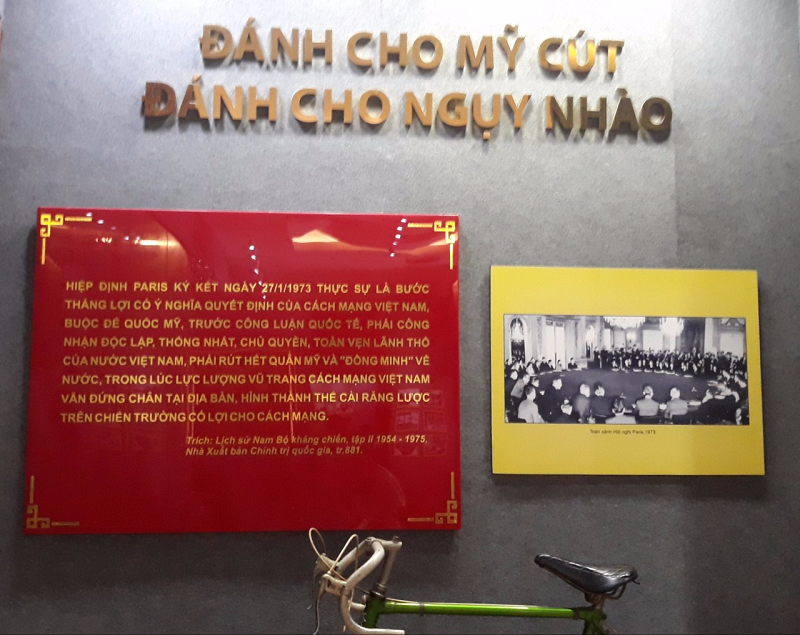 ĐÁNH CHO MỸ CÚT
ĐÁNH CHO NGỤY NHÀO
HIỆP ĐỊNH PARIS KÝ KẾT NGÀY 27/1/1973 THỰC SỰ LÀ BƯỚC
THẮNG LỢI CÓ Ý NGHĨA QUYẾT ĐỊNH CỦA CÁCH MẠNG VIỆT NAM,
BUỘC ĐẾ QUỐC MỸ, TRƯỚC CÔNG LUẬN QUỐC TẾ, PHẢI CÔNG
NHẬN ĐỘC LẬP, THỐNG NHẤT, CHỦ QUYỀN, TOÀN VẸN LÃNH THỔ
CỦA NƯỚC VIỆT NAM, PHẢI RÚT HẾT QUÂN MỸ VÀ "ĐỒNG MINH" VỀ
NƯỚC, TRONG LÚC LỰC LƯỢNG VŨ TRANG CÁCH MẠNG VIỆT NAM
VẪN ĐỨNG CHÂN TẠI ĐỊA BÀN, HÌNH THÀNH THẾ CÀI RĂNG LƯỢC
TRÊN CHIẾN TRƯỜNG CÓ LỢI CHO CÁCH MẠNG.
Trích: Lịch sử Nam Bộ kháng chiến, tập II 1954 - 1975,
Nhà Xuất bản Chính trị quốc gia, tr.881.
Toàn cảnh Hội nghị Paris 1973